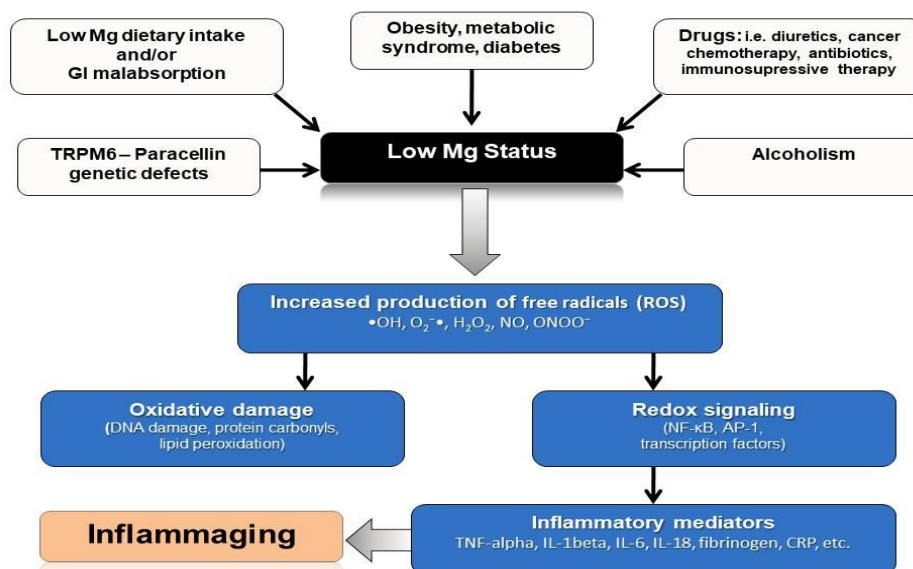 Low Mg dietary intake
and/or
GI malabsorption
Obesity, metabolic
syndrome, diabetes
Drugs: i.e. diuretics, cancer
chemotherapy, antibiotics,
immunosupressive therapy
TRPM6 – Paracellin
genetic defects
Low Mg Status
Alcoholism
Increased production of free radicals (ROS)
•OH, O₂⁻•, H₂O₂, NO, ONOO⁻
Oxidative damage
(DNA damage, protein carbonyls,
lipid peroxidation)
Redox signaling
(NF-κB, AP-1,
transcription factors)
Inflammaging
Inflammatory mediators
TNF-alpha, IL-1beta, IL-6, IL-18, fibrinogen, CRP, etc.